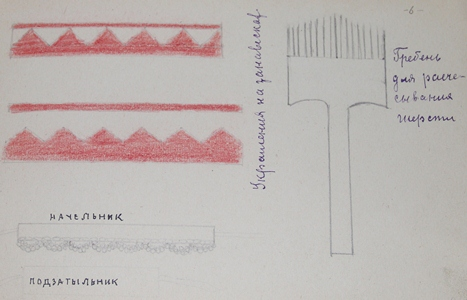 -6-
Украшения на занавесках
Гребень
для расче-
сывания
шерсти
НАЧЕЛЬНИК
ПОДЗАТЫЛЬНИК